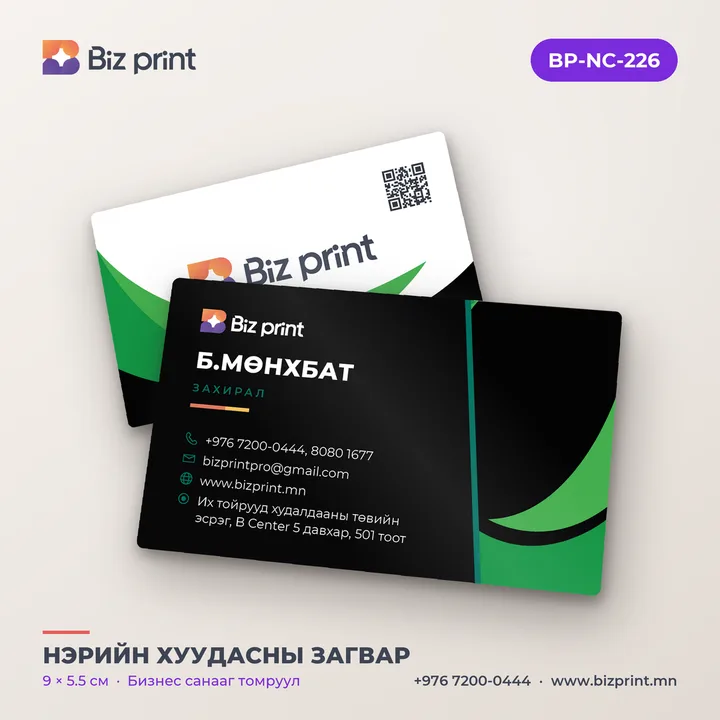 Biz print
BP-NC-226
Biz print
Biz print
Б.МӨНХБАТ
ЗАХИРАЛ
+976 7200-0444, 8080 1677
bizprintpro@gmail.com
www.bizprint.mn
Их тойрууд худалдааны төвийн
эсрэг, B Center 5 давхар, 501 тоот
НЭРИЙН ХУУДАСНЫ ЗАГВАР
9 × 5.5 см · Бизнес санааг томруул
+976 7200-0444 · www.bizprint.mn